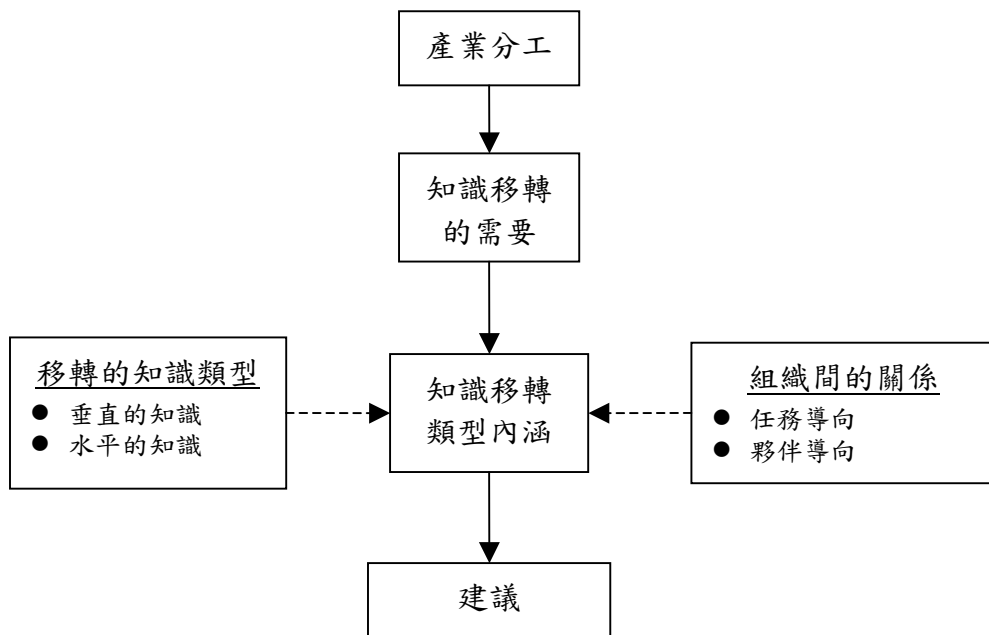 產業分工
知識移轉
的需要
移轉的知識類型
● 垂直的知識
● 水平的知識
知識移轉
類型內涵
組織間的關係
● 任務導向
● 夥伴導向
建議